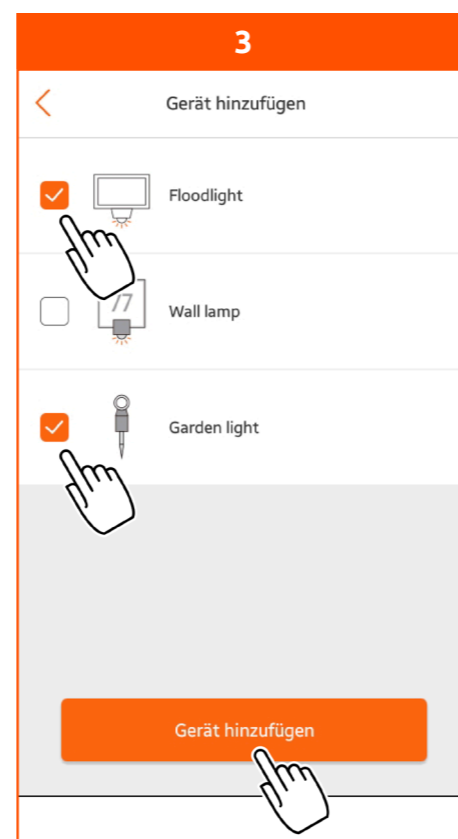 3
Gerät hinzufügen
Floodlight
Wall lamp
Garden light
Gerät hinzufügen